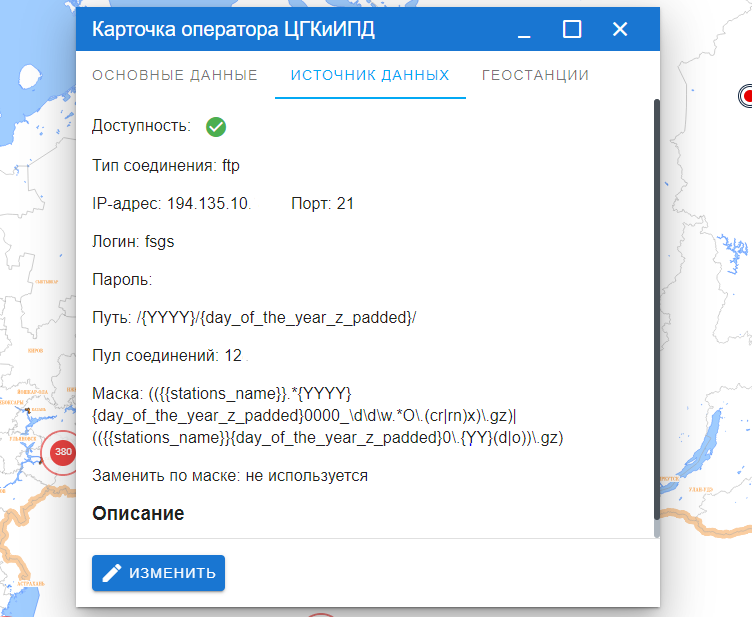 Карточка оператора ЦГКиИПД
ОСНОВНЫЕ ДАННЫЕ ИСТОЧНИК ДАННЫХ ГЕОСТАНЦИИ
Доступность:
Тип соединения: ftp
IP-адрес: 194.135.10. Порт: 21
Логин: fsgs
Пароль:
Путь: /{YYYY}/{day_of_the_year_z_padded}/
Пул соединений: 12
Маска: (({{stations_name}}.*{YYYY}
{day_of_the_year_z_padded}0000_\d\d\w.*O\.(cr|rn)x)\.gz)|
(({{stations_name}}{day_of_the_year_z_padded}0\.{YY}(d|o))\.gz)
380
Заменить по маске: не используется
Описание
ИЗМЕНИТЬ
АСТРАХАНЬ